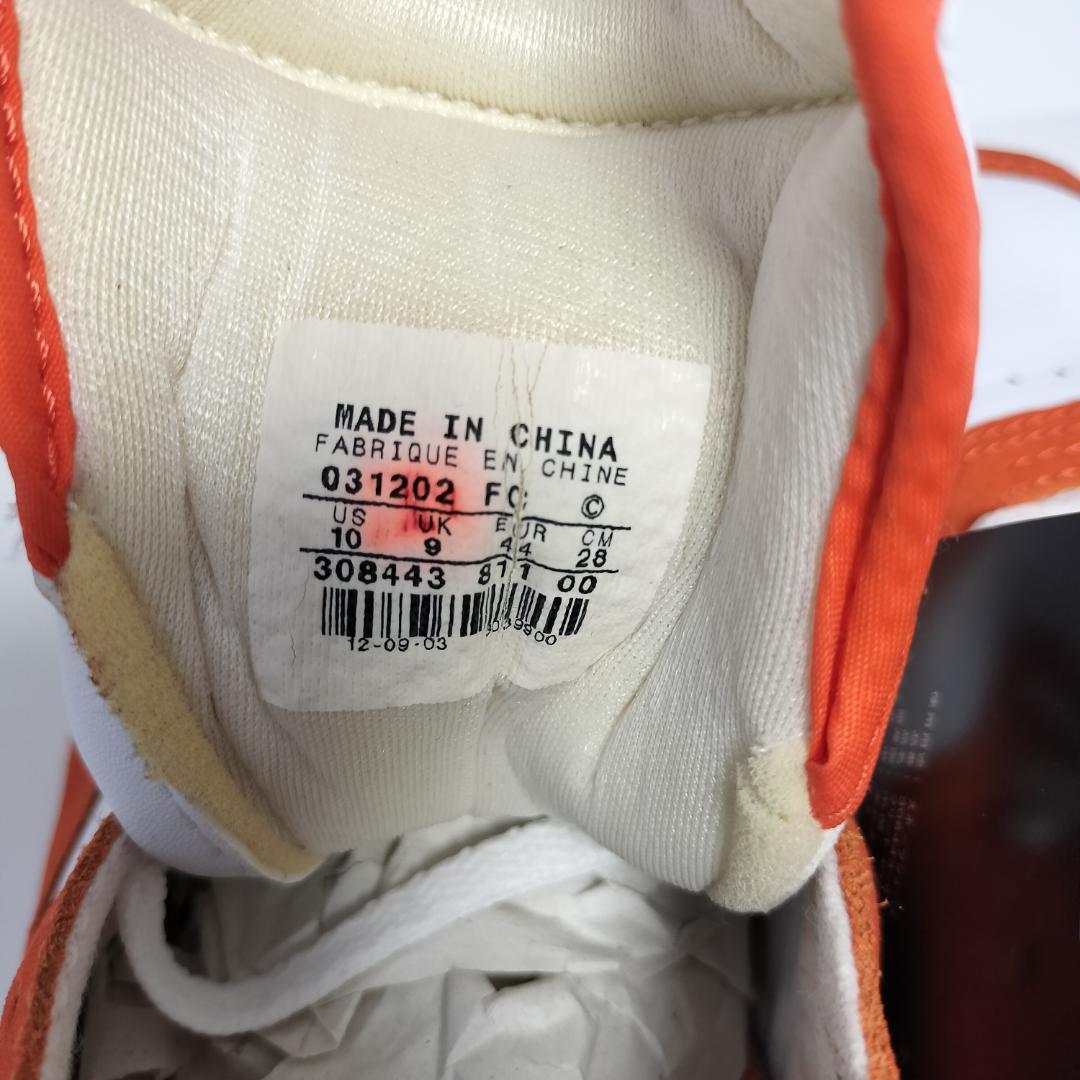 MADE IN CHINA
FABRIQUE EN CHINE
031202 FC ©
US UK EUR CM
10 9 44 28
308443 811 00
12-09-03